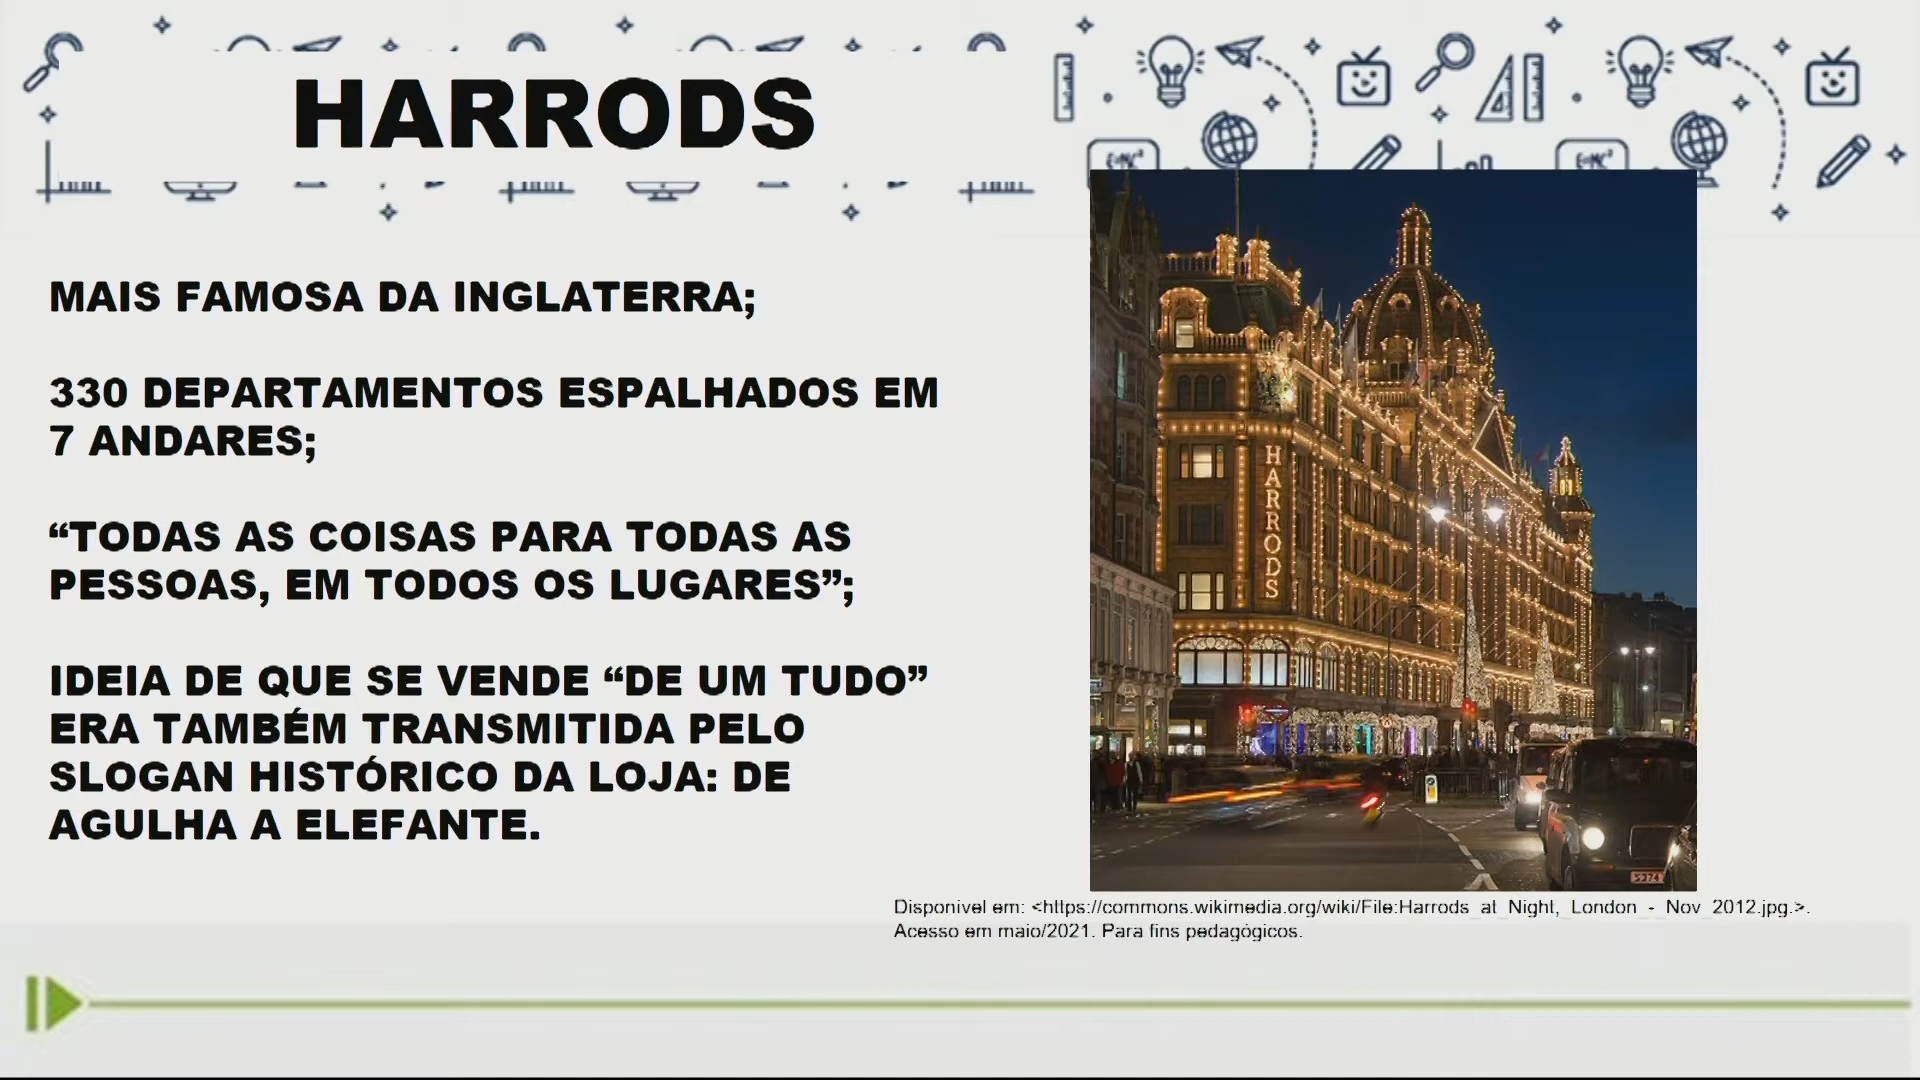 HARRODS
MAIS FAMOSA DA INGLATERRA;
330 DEPARTAMENTOS ESPALHADOS EM
7 ANDARES;
“TODAS AS COISAS PARA TODAS AS
PESSOAS, EM TODOS OS LUGARES”;
IDEIA DE QUE SE VENDE “DE UM TUDO”
ERA TAMBÉM TRANSMITIDA PELO
SLOGAN HISTÓRICO DA LOJA: DE
AGULHA A ELEFANTE.
E=MC²
E=MC²
HARRODS
Disponível em: <https://commons.wikimedia.org/wiki/File:Harrods_at_Night,_London_-_Nov_2012.jpg.>.
Acesso em maio/2021. Para fins pedagógicos.